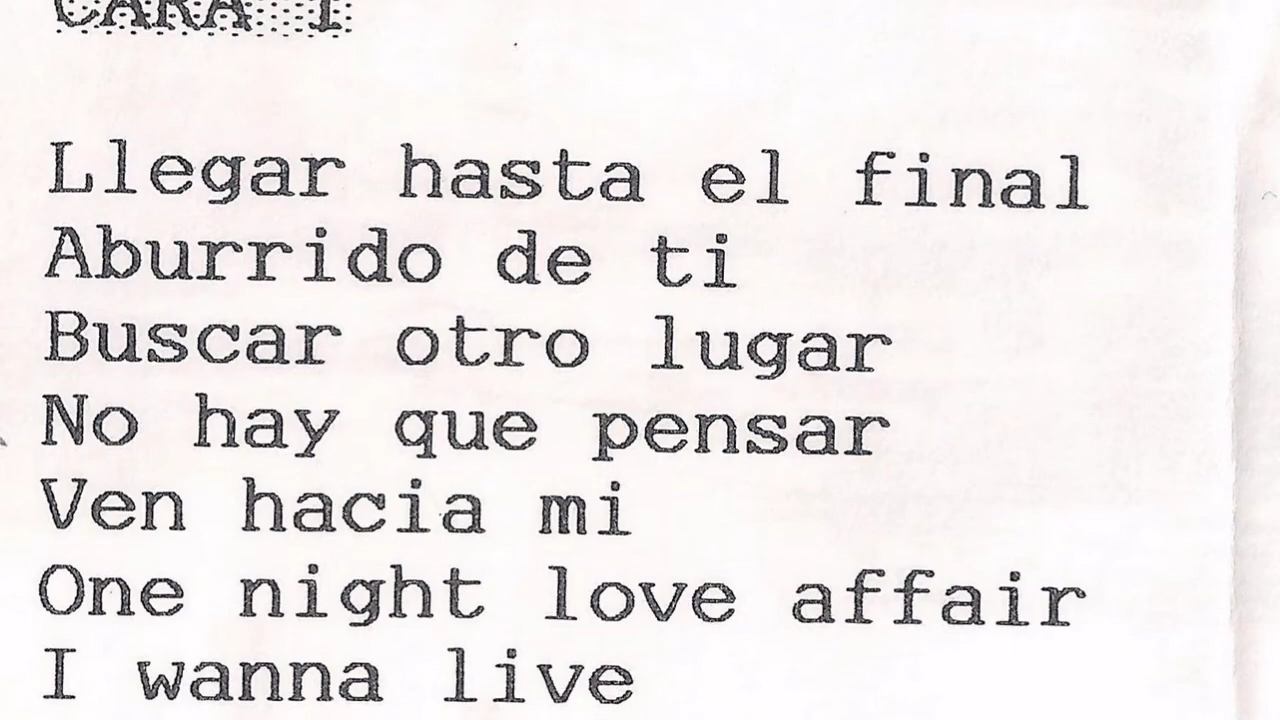 CARA I
Llegar hasta el final
Aburrido de ti
Buscar otro lugar
No hay que pensar
Ven hacia mi
One night love affair
I wanna live